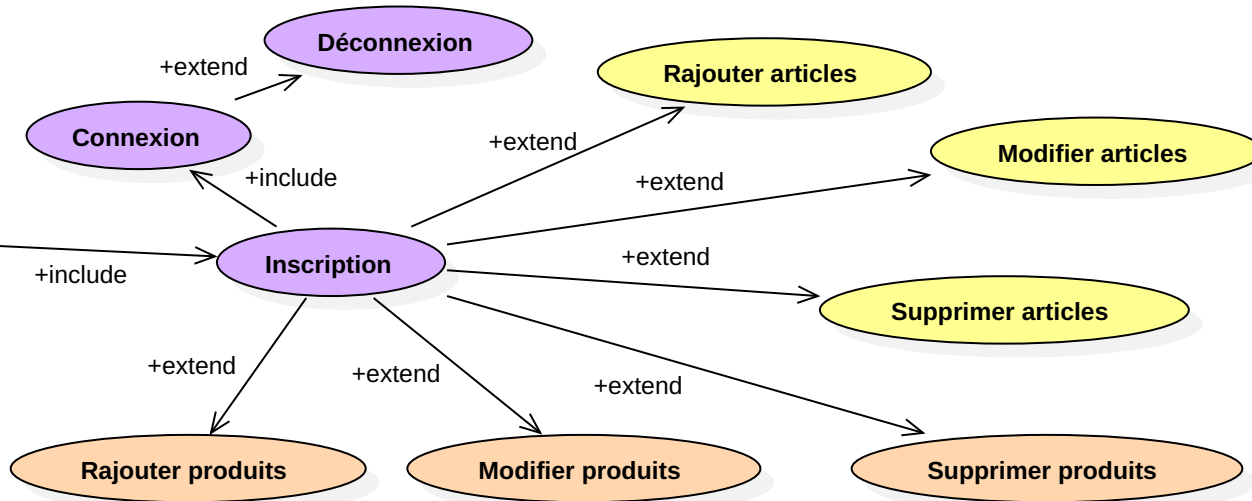 Déconnexion
+extend
Rajouter articles
Connexion
+extend
Modifier articles
+include
+extend
Inscription
+extend
+include
Supprimer articles
+extend
+extend
+extend
Rajouter produits
Modifier produits
Supprimer produits